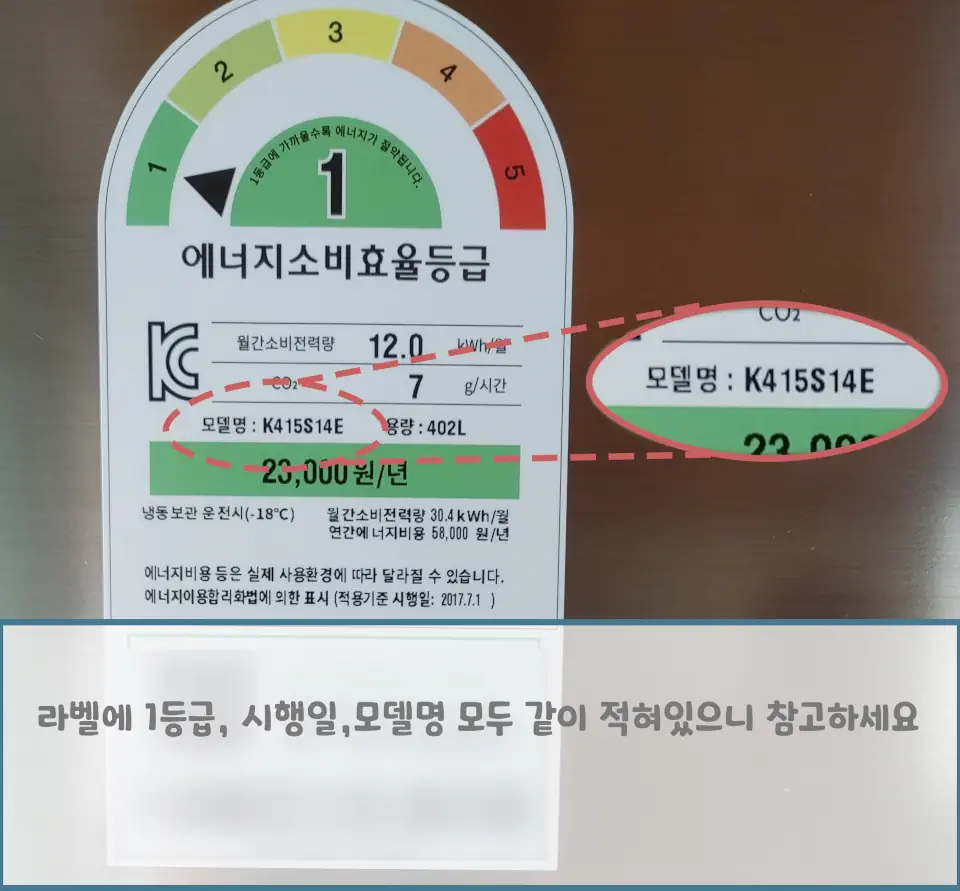 1 2 3 4 5
1등급에 가까울수록 에너지가 절약됩니다.
1
에너지소비효율등급
KC
월간소비전력량 12.0 kWh/월
CO₂ 7 g/시간
모델명 : K415S14E 용량 : 402L
23,000원/년
냉동보관 운전시(-18℃) 월간소비전력량 30.4kWh/월
연간에너지비용 58,000 원/년
에너지비용 등은 실제 사용환경에 따라 달라질 수 있습니다.
에너지이용합리화법에 의한 표시 (적용기준 시행일: 2017.7.1 )
CO₂
모델명 : K415S14E
23,000
라벨에 1등급, 시행일,모델명 모두 같이 적혀있으니 참고하세요